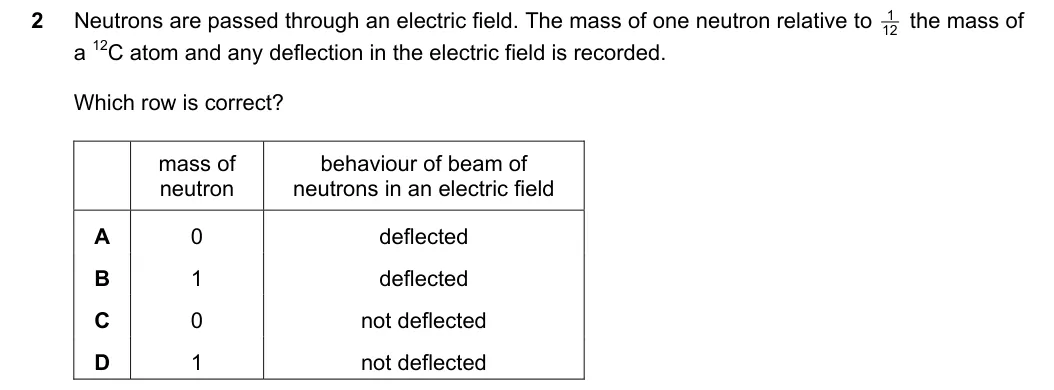 2 Neutrons are passed through an electric field. The mass of one neutron relative to 1/12 the mass of
a ¹²C atom and any deflection in the electric field is recorded.
Which row is correct?
mass of neutron | behaviour of beam of neutrons in an electric field
A 0 deflected
B 1 deflected
C 0 not deflected
D 1 not deflected